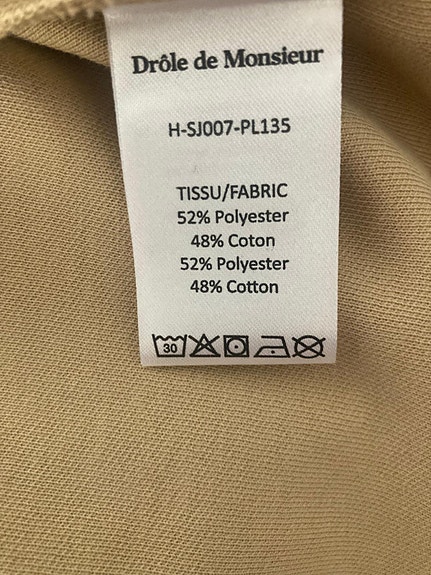 Drôle de Monsieur
H-SJ007-PL135
TISSU/FABRIC
52% Polyester
48% Coton
52% Polyester
48% Cotton
30